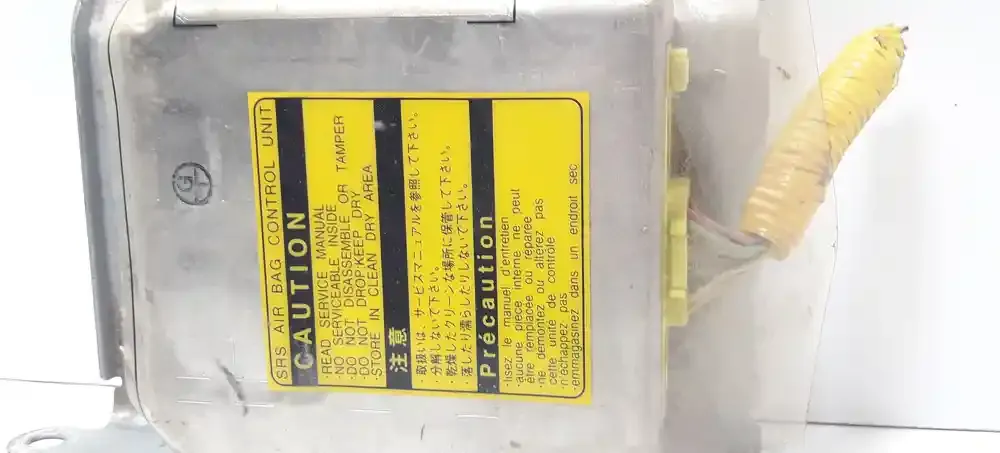 SRS AIR BAG CONTROL UNIT
CAUTION
·READ SERVICE MANUAL
·NO SERVICEABLE INSIDE
·DO NOT DISASSEMBLE OR TAMPER
·DO NOT DROP/KEEP DRY
·STORE IN CLEAN DRY AREA
注意
·取扱いは、サービスマニュアルを参照して下さい。
·分解しないで下さい。
·乾燥したクリーンな場所に保管して下さい。
落したり濡らしたりしないで下さい。
Précaution
·lisez le manuel d'entretien
·aucune pièce interne ne peut
être remplacée ou réparée
·ne démontez ou altérez pas
cette unité de contrôle
·n'echappez pas
·emmagasinez dans un endroit sec